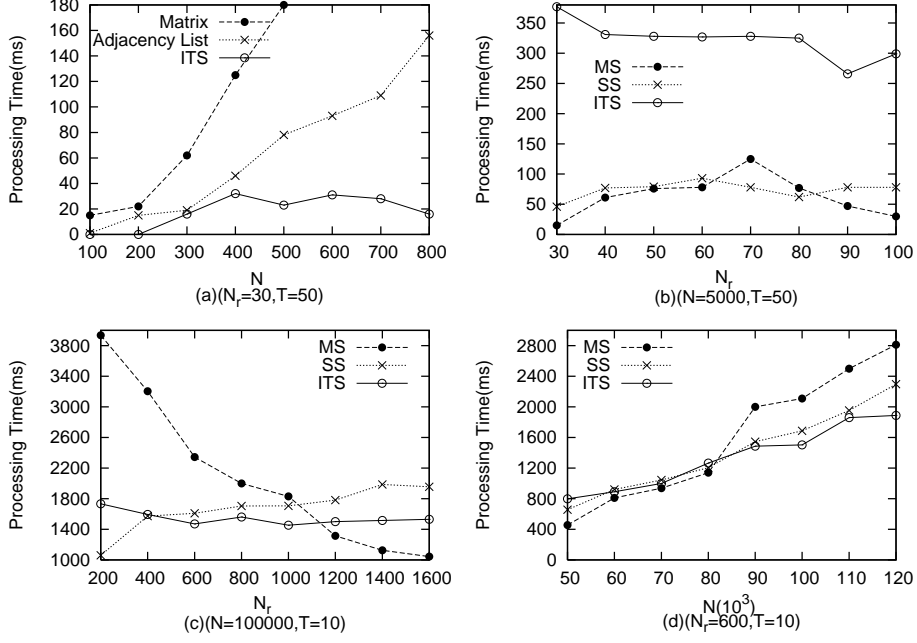 180
160
140
120
100
80
60
40
20
0
Processing Time(ms)
Matrix
Adjacency List
ITS
100 200 300 400 500 600 700 800
N
(a)(Nr=30,T=50)
350
300
250
200
150
100
50
0
Processing Time(ms)
MS
SS
ITS
30 40 50 60 70 80 90 100
Nr
(b)(N=5000,T=50)
3800
3400
3000
2600
2200
1800
1400
1000
Processing Time(ms)
MS
SS
ITS
200 400 600 800 1000 1200 1400 1600
Nr
(c)(N=100000,T=10)
2800
2400
2000
1600
1200
800
400
0
Processing Time(ms)
MS
SS
ITS
50 60 70 80 90 100 110 120
N(10³)
(d)(Nr=600,T=10)